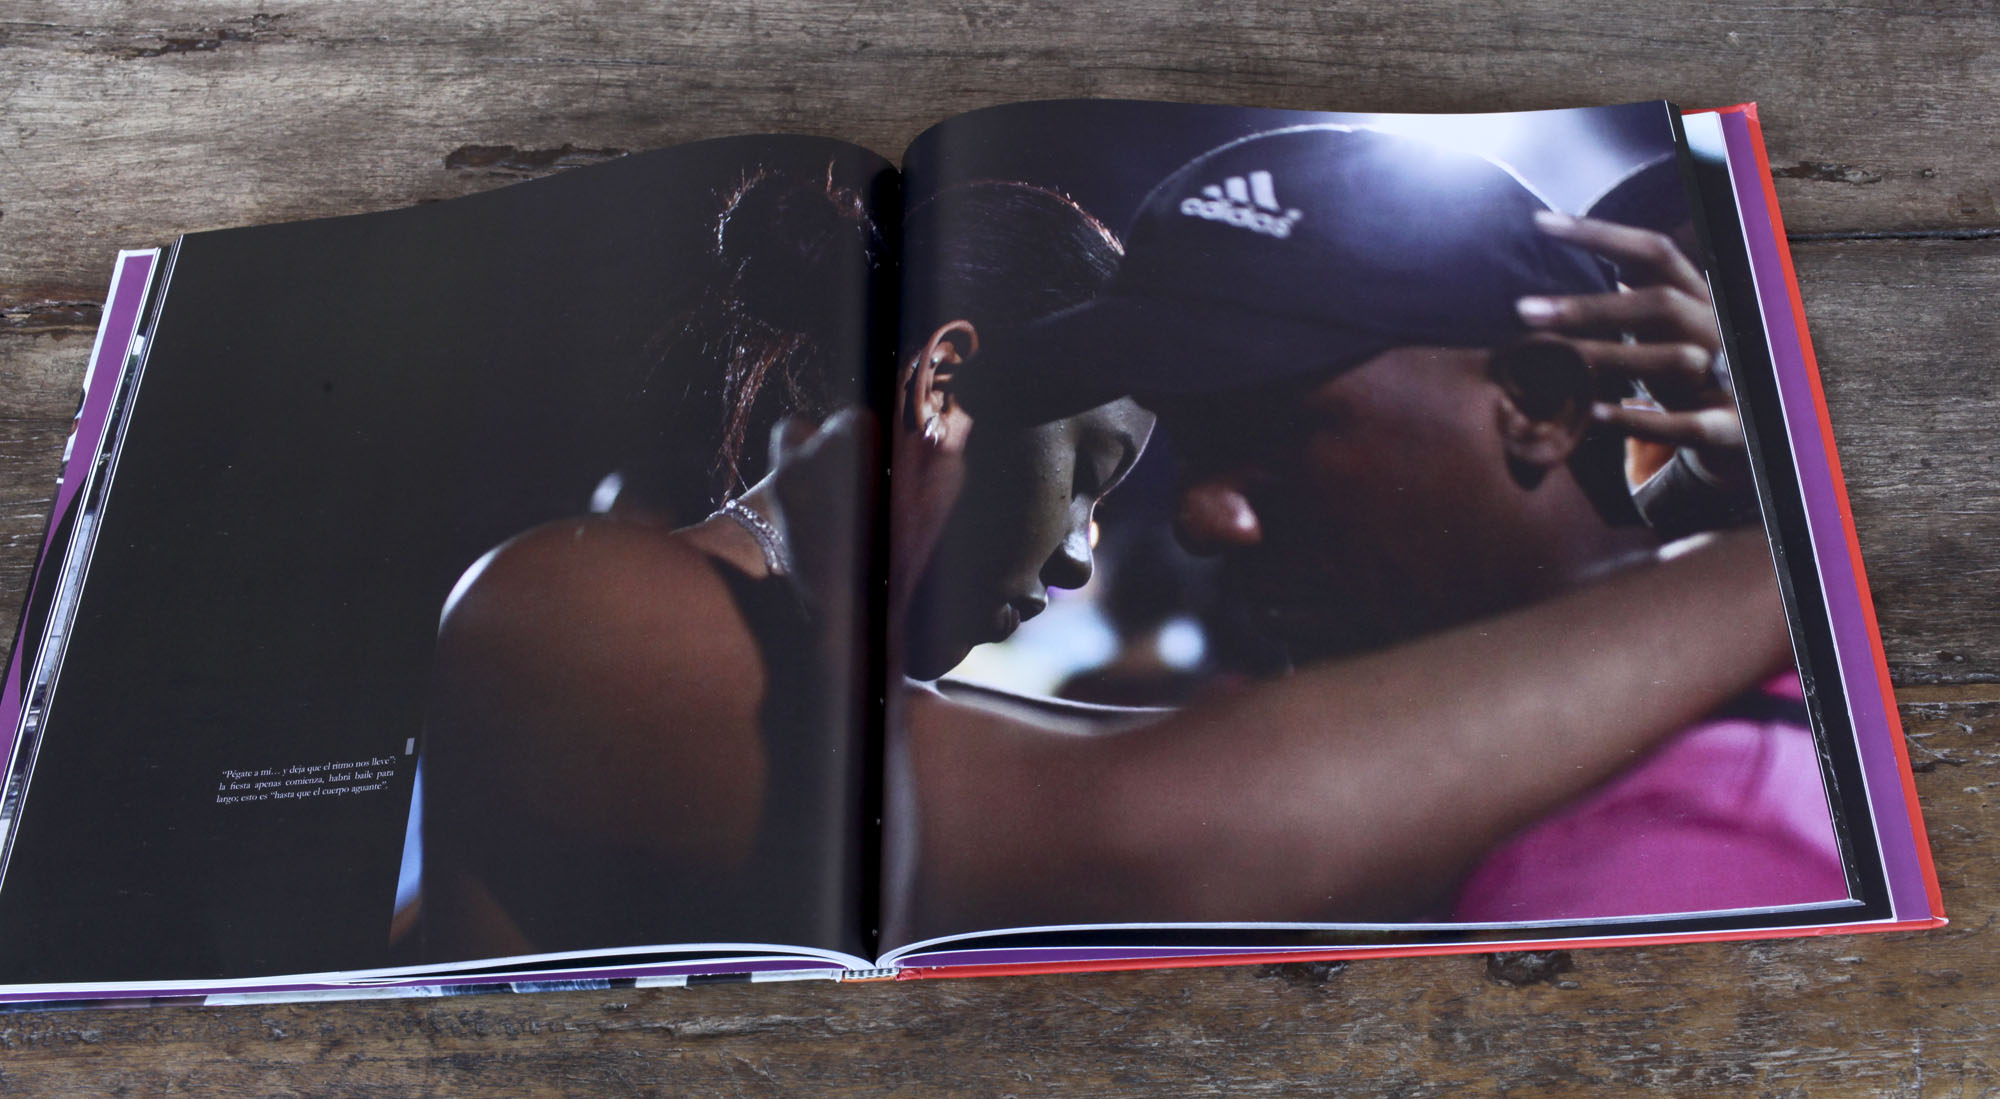 “Pégate a mí... y deja que el ritmo nos lleve”:
la fiesta apenas comienza, habrá baile para
largo; esto es “hasta que el cuerpo aguante”.
adidas